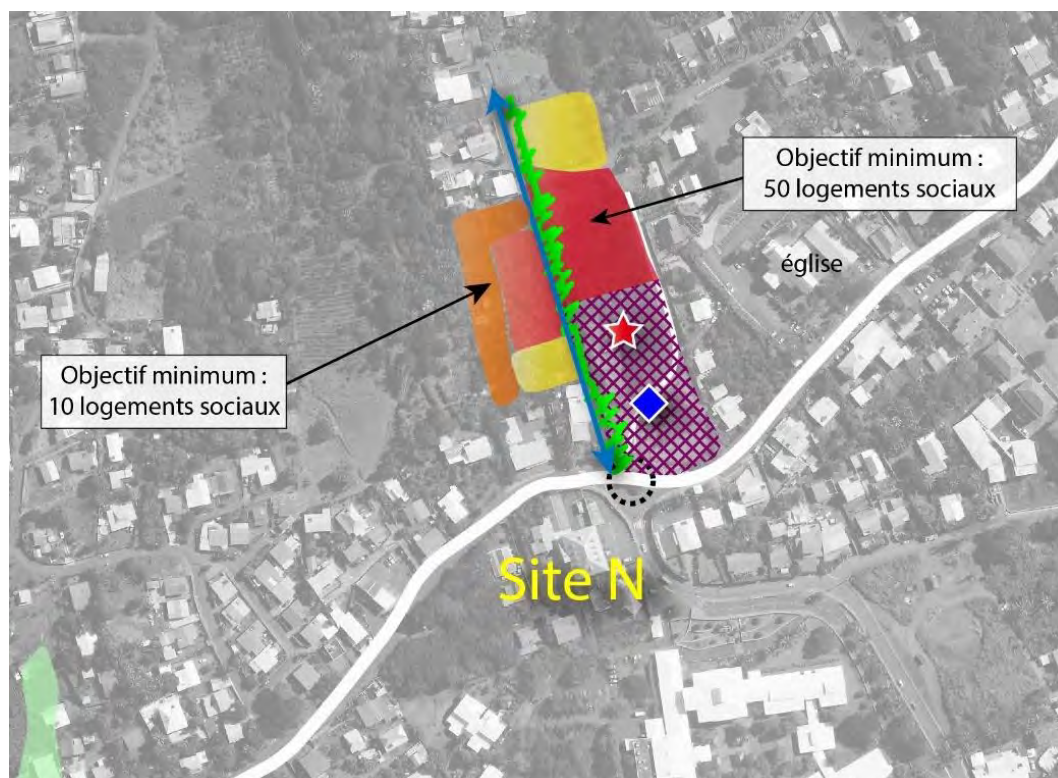 Objectif minimum :
50 logements sociaux
église
Objectif minimum :
10 logements sociaux
Site N